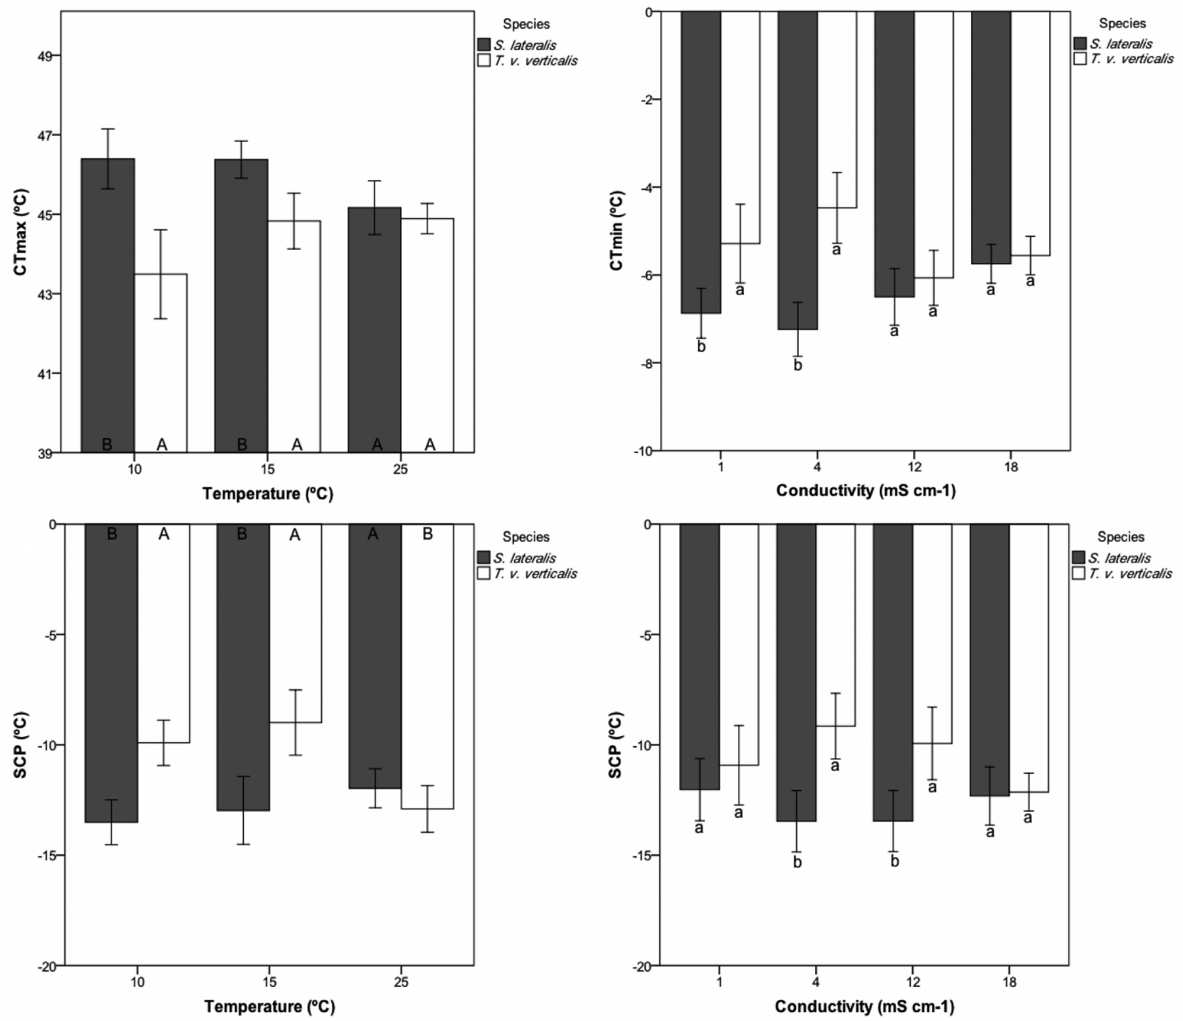 Species
S. lateralis
T. v. verticalis
49
47
45
43
41
39
CTmax (ºC)
B A B A A A
10 15 25
Temperature (ºC)
Species
S. lateralis
T. v. verticalis
0
-2
-4
-6
-8
-10
CTmin (ºC)
b a b a a a a a
1 4 12 18
Conductivity (mS cm-1)
Species
S. lateralis
T. v. verticalis
0
-5
-10
-15
-20
SCP (ºC)
B A B A A B
10 15 25
Temperature (ºC)
Species
S. lateralis
T. v. verticalis
0
-5
-10
-15
-20
SCP (ºC)
a a b a b a a a
1 4 12 18
Conductivity (mS cm-1)